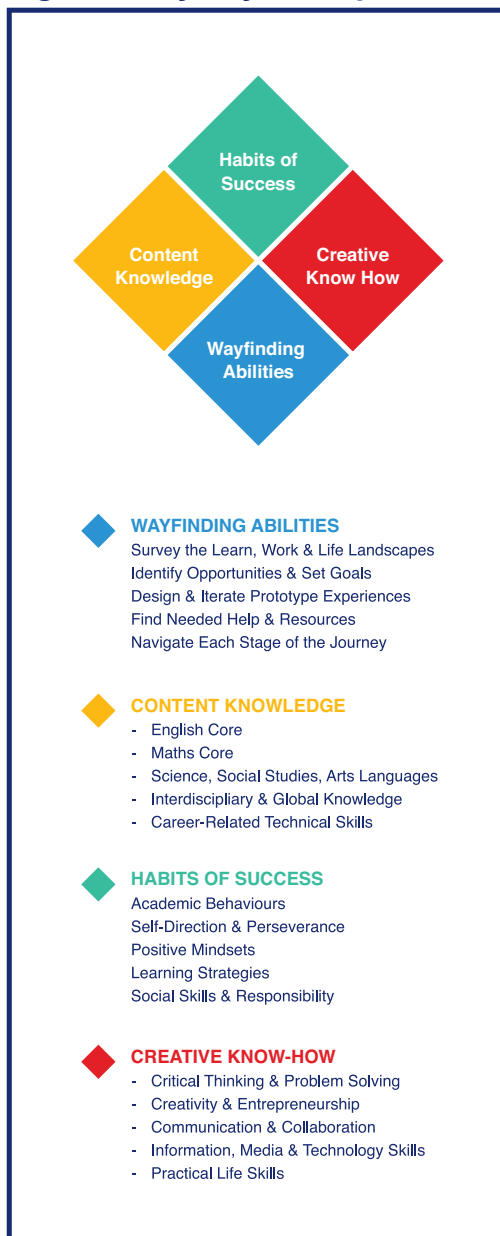 Habits of
Success
Content
Knowledge
Creative
Know How
Wayfinding
Abilities
WAYFINDING ABILITIES
Survey the Learn, Work & Life Landscapes
Identify Opportunities & Set Goals
Design & Iterate Prototype Experiences
Find Needed Help & Resources
Navigate Each Stage of the Journey
CONTENT KNOWLEDGE
- English Core
- Maths Core
- Science, Social Studies, Arts Languages
- Interdiscipliary & Global Knowledge
- Career-Related Technical Skills
HABITS OF SUCCESS
Academic Behaviours
Self-Direction & Perseverance
Positive Mindsets
Learning Strategies
Social Skills & Responsibility
CREATIVE KNOW-HOW
- Critical Thinking & Problem Solving
- Creativity & Entrepreneurship
- Communication & Collaboration
- Information, Media & Technology Skills
- Practical Life Skills